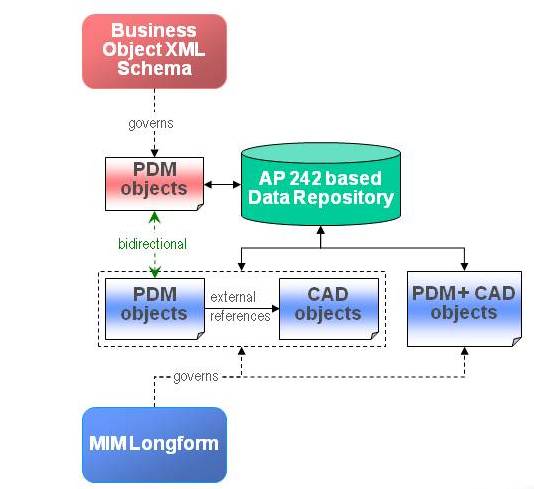 Business
Object XML
Schema
governs
PDM
objects
AP 242 based
Data Repository
bidirectional
PDM
objects
external
references
CAD
objects
PDM+ CAD
objects
governs
MIM Longform